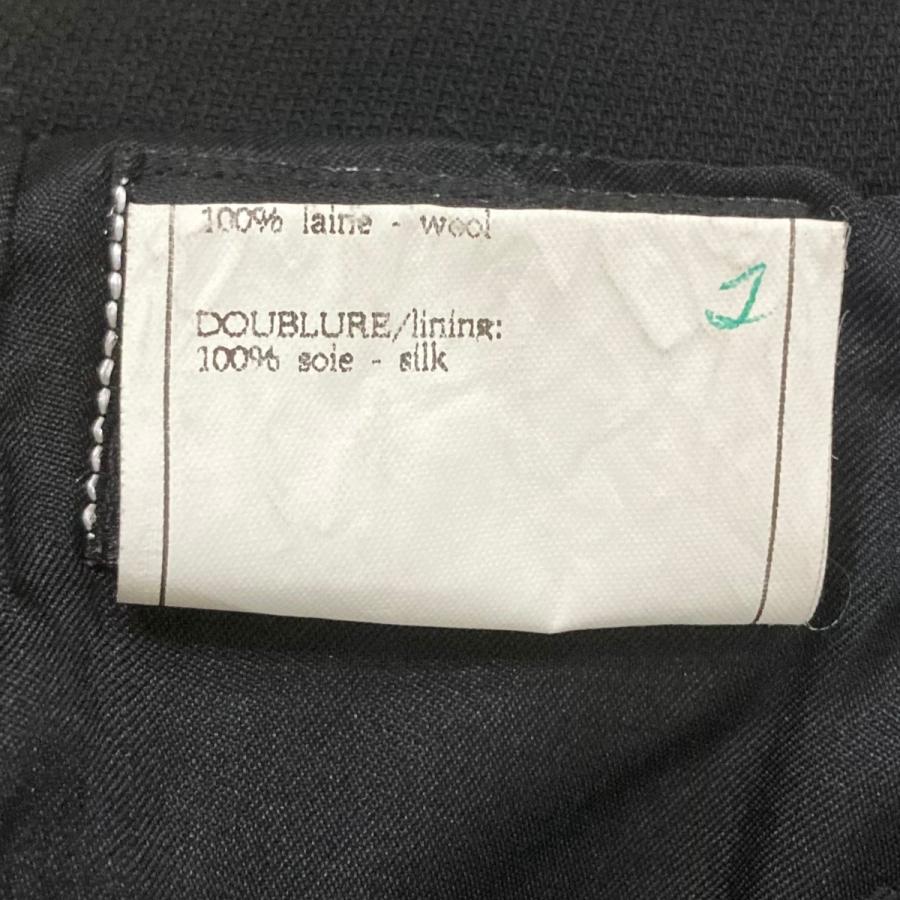 100% laine - wool
DOUBLURE/lining:
100% soie - silk